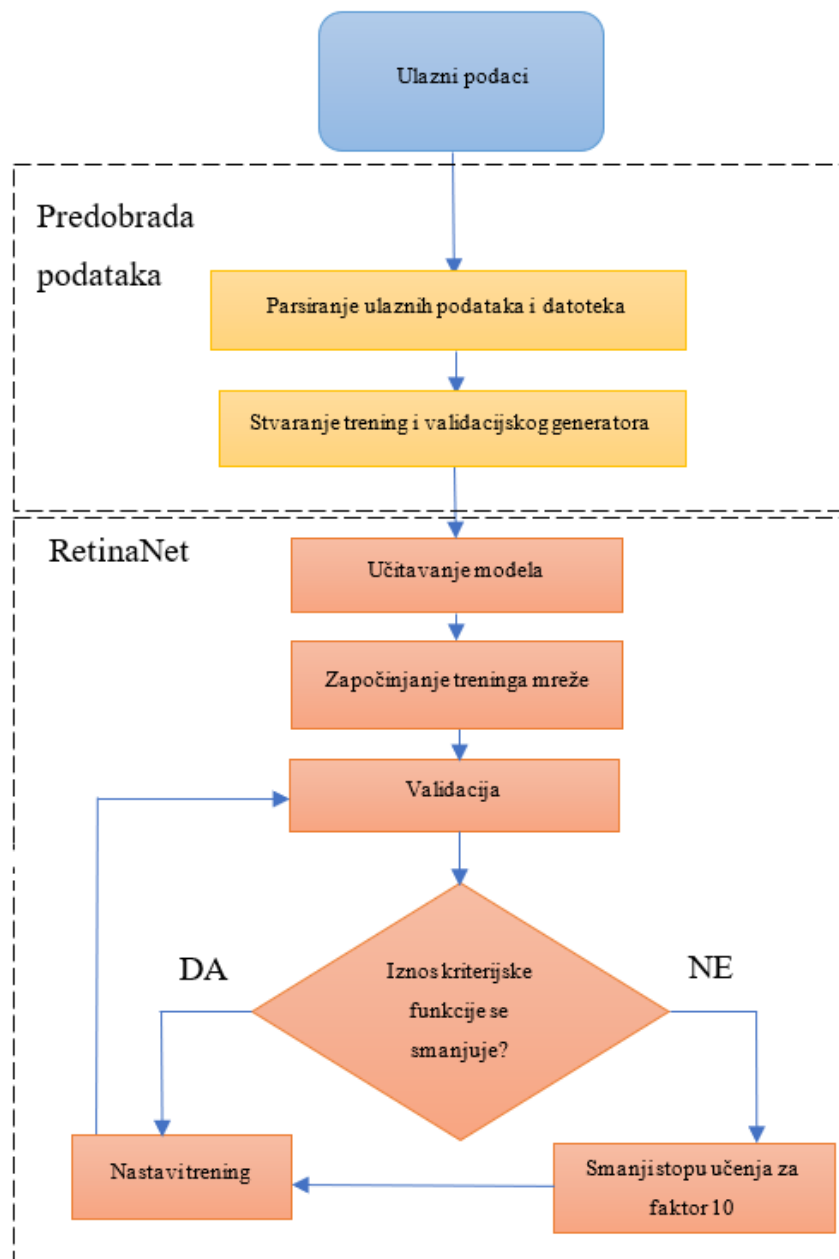 Ulazni podaci
Predobrada
podataka
Parsiranje ulaznih podataka i datoteka
Stvaranje trening i validacijskog generatora
RetinaNet
Učitavanje modela
Započinjanje treninga mreže
Validacija
DA
Iznos kriterijske
funkcije se
smanjuje?
NE
Nastavi trening
Smanji stopu učenja za
faktor 10